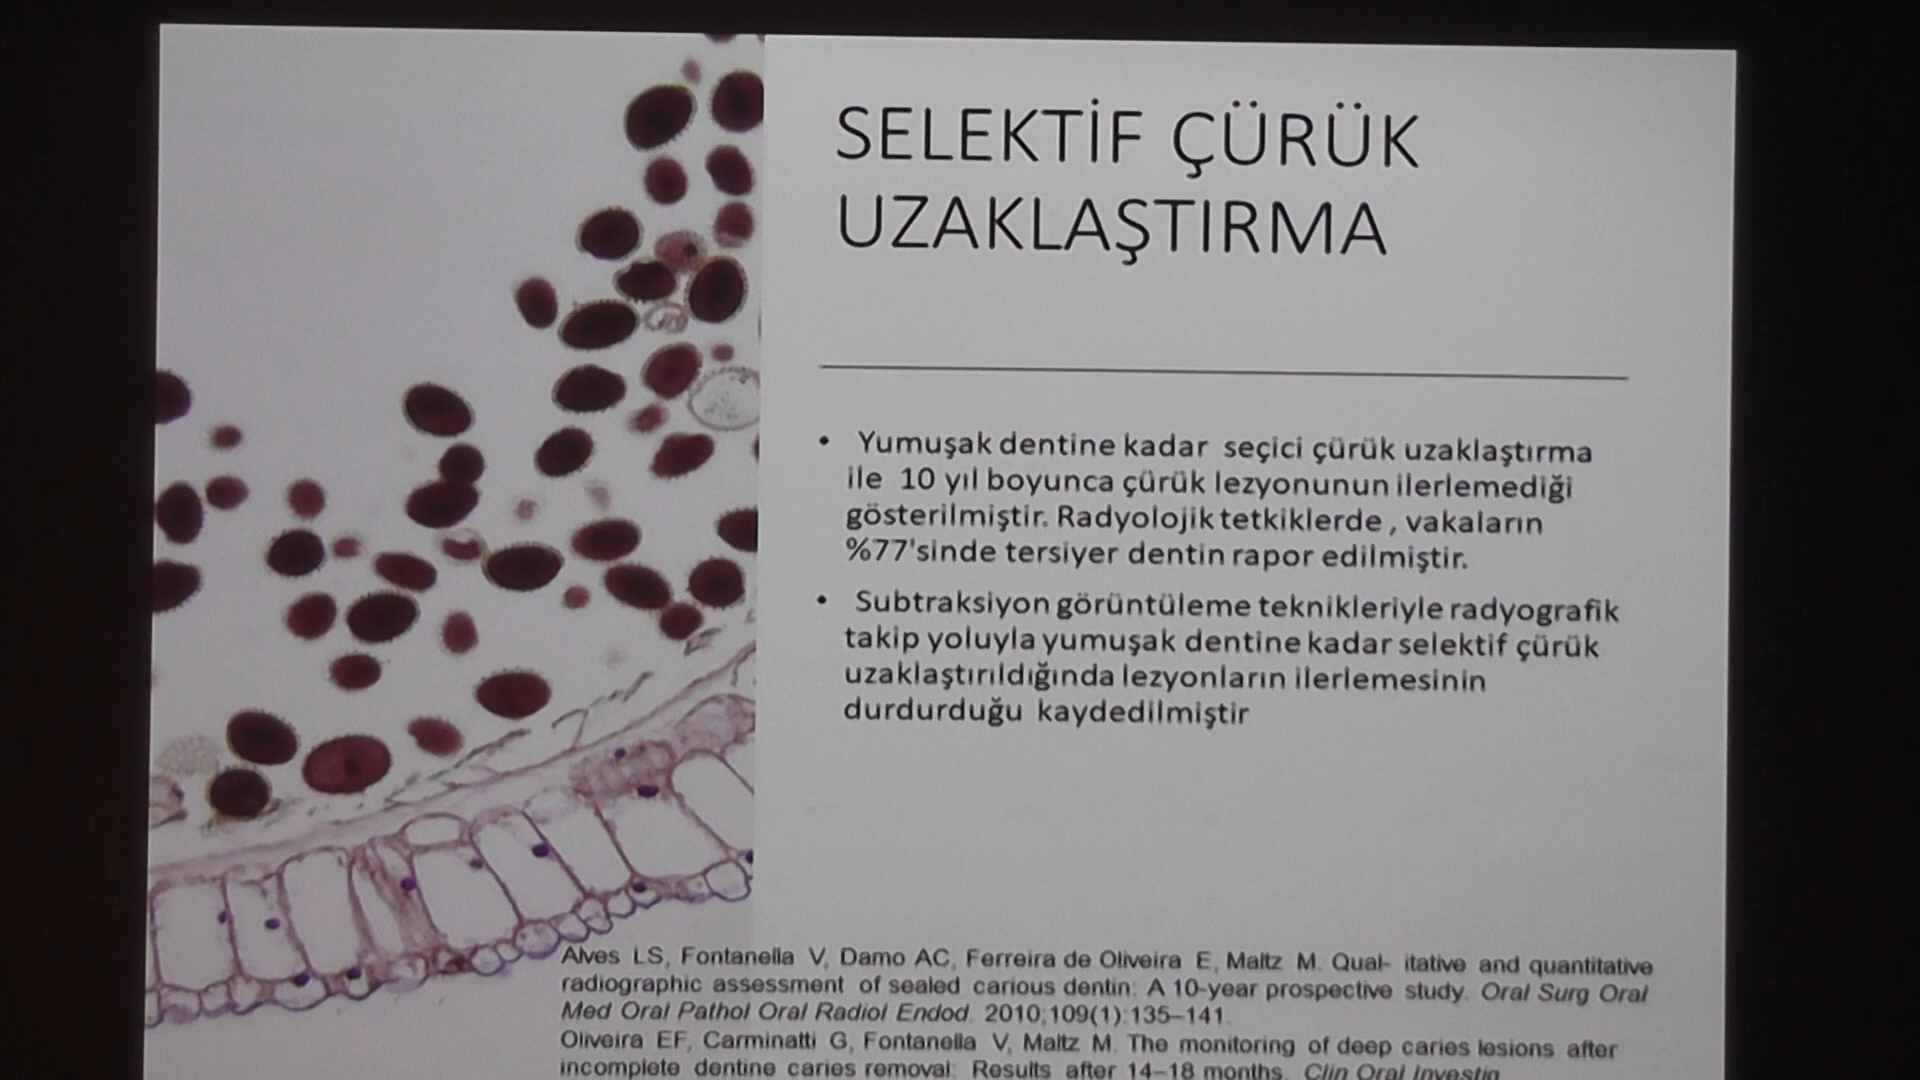 SELEKTİF ÇÜRÜK
UZAKLAŞTIRMA
• Yumuşak dentine kadar seçici çürük uzaklaştırma
ile 10 yıl boyunca çürük lezyonunun ilerlemediği
gösterilmiştir. Radyolojik tetkiklerde , vakaların
%77'sinde tersiyer dentin rapor edilmiştir.
• Subtraksiyon görüntüleme teknikleriyle radyografik
takip yoluyla yumuşak dentine kadar selektif çürük
uzaklaştırıldığında lezyonların ilerlemesinin
durdurduğu kaydedilmiştir
Alves LS, Fontanella V, Damo AC, Ferreira de Oliveira E, Maltz M. Qual- itative and quantitative
radiographic assessment of sealed carious dentin: A 10-year prospective study. Oral Surg Oral
Med Oral Pathol Oral Radiol Endod. 2010;109(1):135–141.
Oliveira EF, Carminatti G, Fontanella V, Maltz M. The monitoring of deep caries lesions after
incomplete dentine caries removal: Results after 14–18 months. Clin Oral Investig